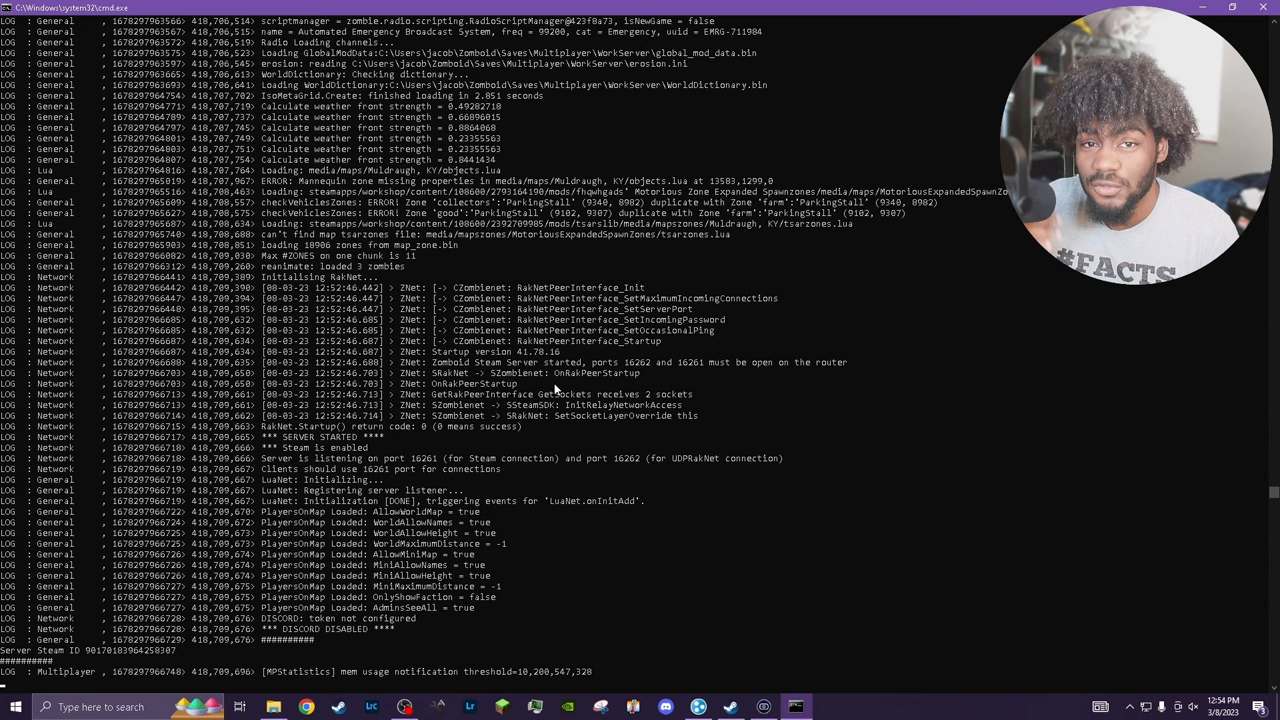 C:\Windows\system32\cmd.exe
LOG : General , 1678297963566> 418,706,514> scriptmanager = zombie.radio.scripting.RadioScriptManager@423f8a73, isNewGame = false
LOG : General , 1678297963567> 418,706,515> name = Automated Emergency Broadcast System, freq = 99200, cat = Emergency, uuid = EMRG-711984
LOG : General , 1678297963572> 418,706,519> Radio Loading channels...
LOG : General , 1678297963576> 418,706,523> Loading GlobalModData:C:\Users\jacob\Zomboid\Saves\Multiplayer\WorkServer\global_mod_data.bin
LOG : General , 1678297963597> 418,706,545> erosion: reading C:\Users\jacob\Zomboid\Saves\Multiplayer\WorkServer\erosion.ini
LOG : General , 1678297963665> 418,706,613> WorldDictionary: Checking dictionary...
LOG : General , 1678297963693> 418,706,641> Loading WorldDictionary:C:\Users\jacob\Zomboid\Saves\Multiplayer\WorkServer\WorldDictionary.bin
LOG : General , 1678297964754> 418,707,702> IsoMetaGrid.Create: finished loading in 2.851 seconds
LOG : General , 1678297964771> 418,707,719> Calculate weather front strength = 0.49282718
LOG : General , 1678297964789> 418,707,737> Calculate weather front strength = 0.66896015
LOG : General , 1678297964797> 418,707,745> Calculate weather front strength = 0.8864068
LOG : General , 1678297964801> 418,707,749> Calculate weather front strength = 0.23355563
LOG : General , 1678297964803> 418,707,751> Calculate weather front strength = 0.23355563
LOG : General , 1678297964807> 418,707,754> Calculate weather front strength = 0.8441434
LOG : Lua , 1678297964816> 418,707,764> Loading: media/maps/Muldraugh, KY/objects.lua
LOG : General , 1678297965019> 418,707,967> ERROR: Mannequin zone missing properties in media/maps/Muldraugh, KY/objects.lua at 13583,1299,0
LOG : Lua , 1678297965516> 418,708,463> Loading: steamapps/workshop/content/108600/2793164190/mods/fhqwhgads' Motorious Zone Expanded Spawnzones/media/maps/MotoriousExpandedSpawnZo
LOG : General , 1678297965610> 418,708,557> checkVehiclesZones: ERROR! Zone 'collectors':'ParkingStall' (9340, 8982) duplicate with Zone 'farm':'ParkingStall' (9340, 8982)
LOG : General , 1678297965627> 418,708,575> checkVehiclesZones: ERROR! Zone 'good':'ParkingStall' (9102, 9307) duplicate with Zone 'farm':'ParkingStall' (9102, 9307)
LOG : Lua , 1678297965687> 418,708,634> Loading: steamapps/workshop/content/108600/2392709985/mods/tsarslib/media/maps/Muldraugh, KY/tsarzones.lua
LOG : General , 1678297965740> 418,708,688> can't find map tsarzones file: media/mapszones/MotoriousExpandedSpawnZones/tsarzones.lua
LOG : General , 1678297965903> 418,708,851> loading 18906 zones from map_zone.bin
LOG : General , 1678297966082> 418,709,030> Max #ZONES on one chunk is 11
LOG : General , 1678297966312> 418,709,260> reanimate: loaded 3 zombies
LOG : Network , 1678297966441> 418,709,389> Initialising RakNet...
LOG : Network , 1678297966442> 418,709,390> [08-03-23 12:52:46.442] > ZNet: [-> CZombienet: RakNetPeerInterface_Init
LOG : Network , 1678297966447> 418,709,394> [08-03-23 12:52:46.447] > ZNet: [-> CZombienet: RakNetPeerInterface_SetMaximumIncomingConnections
LOG : Network , 1678297966448> 418,709,395> [08-03-23 12:52:46.447] > ZNet: [-> CZombienet: RakNetPeerInterface_SetServerPort
LOG : Network , 1678297966685> 418,709,632> [08-03-23 12:52:46.685] > ZNet: [-> CZombienet: RakNetPeerInterface_SetIncomingPassword
LOG : Network , 1678297966685> 418,709,632> [08-03-23 12:52:46.685] > ZNet: [-> CZombienet: RakNetPeerInterface_SetOccasionalPing
LOG : Network , 1678297966687> 418,709,634> [08-03-23 12:52:46.687] > ZNet: [-> CZombienet: RakNetPeerInterface_Startup
LOG : Network , 1678297966687> 418,709,634> [08-03-23 12:52:46.687] > ZNet: Startup version 41.78.16
LOG : Network , 1678297966688> 418,709,635> [08-03-23 12:52:46.688] > ZNet: Zomboid Steam Server started, ports 16262 and 16261 must be open on the router
LOG : Network , 1678297966703> 418,709,650> [08-03-23 12:52:46.703] > ZNet: SRakNet -> SZombienet: OnRakPeerStartup
LOG : Network , 1678297966703> 418,709,650> [08-03-23 12:52:46.703] > ZNet: OnRakPeerStartup
LOG : Network , 1678297966713> 418,709,661> [08-03-23 12:52:46.713] > ZNet: GetRakPeerInterface GetSockets receives 2 sockets
LOG : Network , 1678297966713> 418,709,661> [08-03-23 12:52:46.713] > ZNet: SZombienet -> SSteamSDK: InitRelayNetworkAccess
LOG : Network , 1678297966714> 418,709,662> [08-03-23 12:52:46.714] > ZNet: SZombienet -> SRakNet: SetSocketLayerOverride this
LOG : Network , 1678297966715> 418,709,663> RakNet.Startup() return code: 0 (0 means success)
LOG : Network , 1678297966717> 418,709,665> *** SERVER STARTED ****
LOG : Network , 1678297966718> 418,709,666> *** Steam is enabled
LOG : Network , 1678297966718> 418,709,666> Server is listening on port 16261 (for Steam connection) and port 16262 (for UDPRakNet connection)
LOG : Network , 1678297966719> 418,709,667> Clients should use 16261 port for connections
LOG : General , 1678297966719> 418,709,667> LuaNet: Initializing...
LOG : General , 1678297966719> 418,709,667> LuaNet: Registering server listener...
LOG : General , 1678297966719> 418,709,667> LuaNet: Initialization [DONE], triggering events for 'LuaNet.onInitAdd'.
LOG : General , 1678297966722> 418,709,670> PlayersOnMap Loaded: AllowWorldMap = true
LOG : General , 1678297966724> 418,709,672> PlayersOnMap Loaded: WorldAllowNames = true
LOG : General , 1678297966725> 418,709,673> PlayersOnMap Loaded: WorldAllowHeight = true
LOG : General , 1678297966725> 418,709,673> PlayersOnMap Loaded: WorldMaximumDistance = -1
LOG : General , 1678297966726> 418,709,674> PlayersOnMap Loaded: AllowMiniMap = true
LOG : General , 1678297966726> 418,709,674> PlayersOnMap Loaded: MiniAllowNames = true
LOG : General , 1678297966726> 418,709,674> PlayersOnMap Loaded: MiniAllowHeight = true
LOG : General , 1678297966727> 418,709,675> PlayersOnMap Loaded: MiniMaximumDistance = -1
LOG : General , 1678297966727> 418,709,675> PlayersOnMap Loaded: OnlyShowFaction = false
LOG : General , 1678297966727> 418,709,675> PlayersOnMap Loaded: AdminsSeeAll = true
LOG : Network , 1678297966728> 418,709,676> DISCORD: token not configured
LOG : Network , 1678297966728> 418,709,676> *** DISCORD DISABLED ****
LOG : General , 1678297966729> 418,709,676> ##########
Server Steam ID 90170183964258307
##########
LOG : Multiplayer , 1678297966748> 418,709,696> [MPStatistics] mem usage notification threshold=10,200,547,328
#FACTS
Type here to search
12:54 PM
3/8/2023